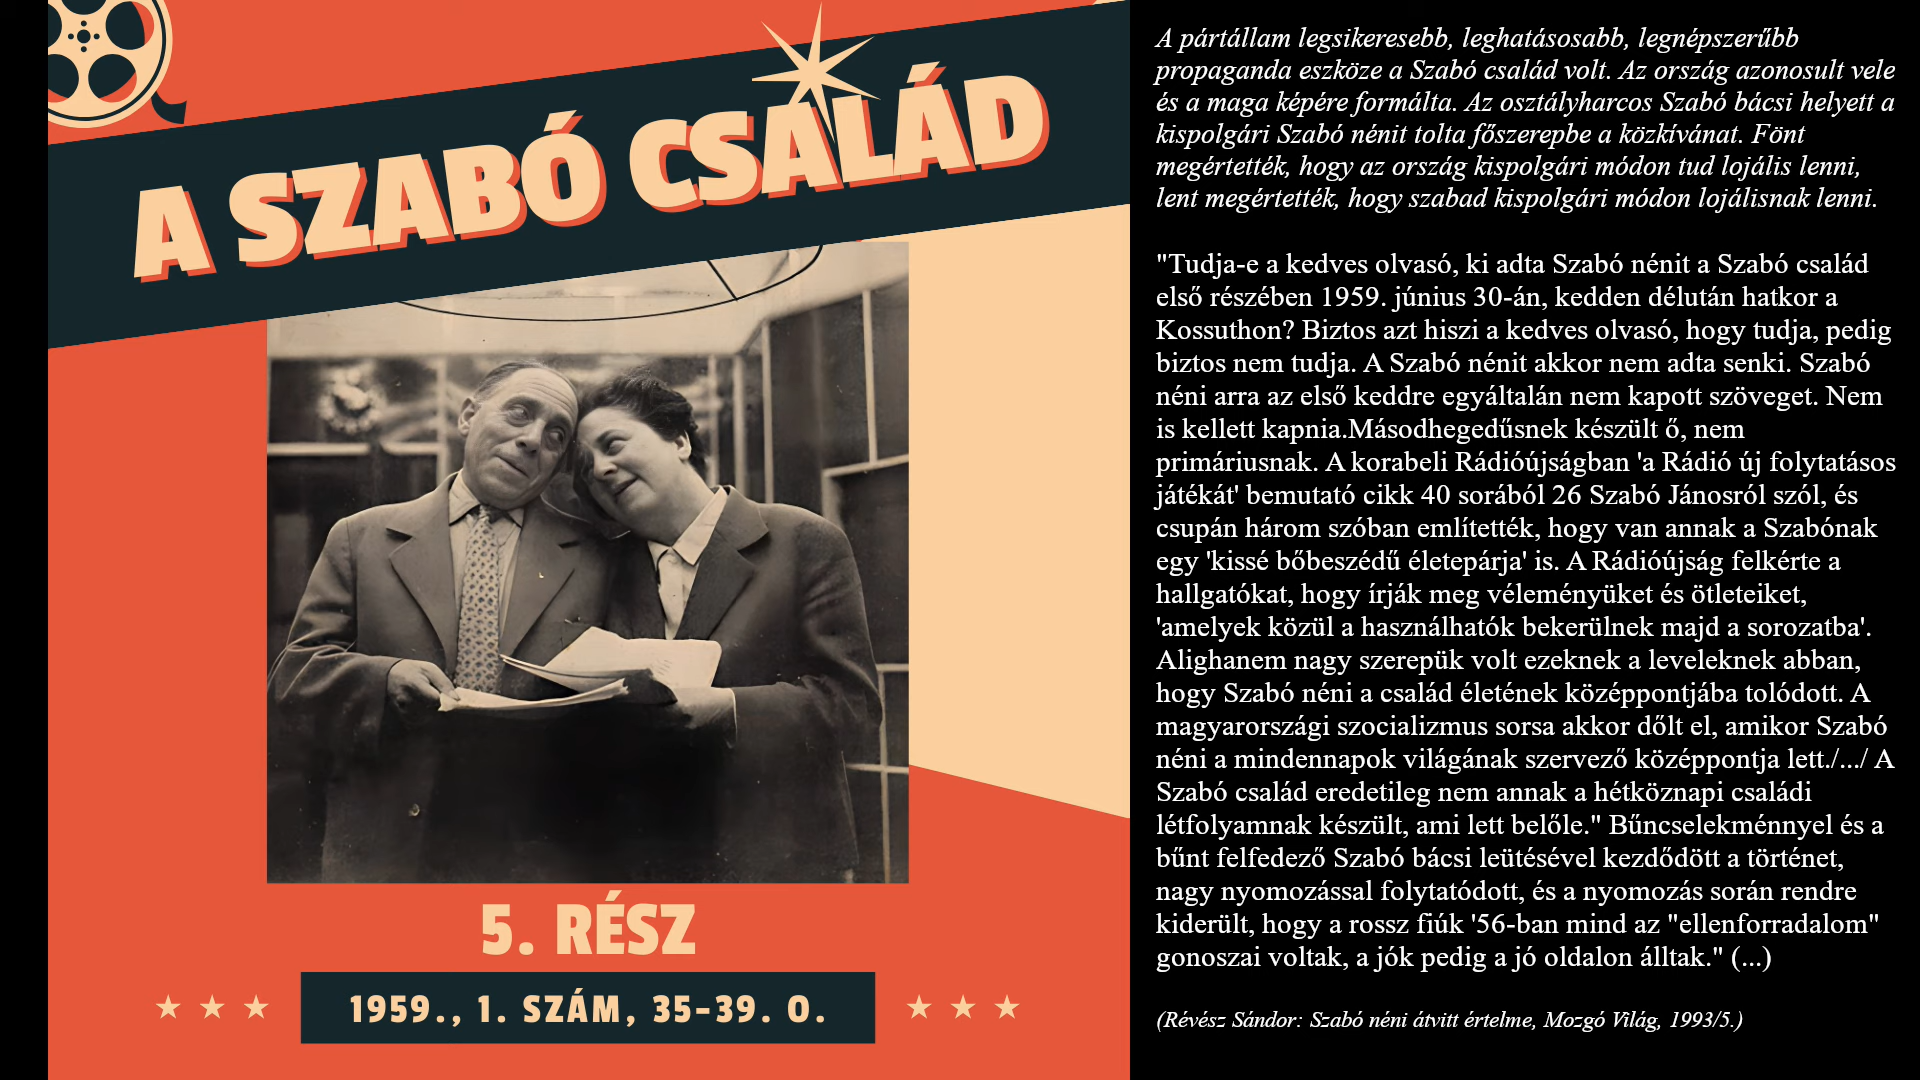 A SZABÓ CSALÁD
5. RÉSZ
1959., 1. SZÁM, 35-39. O.
A pártállam legsikeresebb, leghatásosabb, legnépszerűbb
propaganda eszköze a Szabó család volt. Az ország azonosult vele
és a maga képére formálta. Az osztályharcos Szabó bácsi helyett a
kispolgári Szabó nénit tolta főszerepbe a közkívánat. Fönt
megértették, hogy az ország kispolgári módon tud lojális lenni,
lent megértették, hogy szabad kispolgári módon lojálisnak lenni.
"Tudja-e a kedves olvasó, ki adta Szabó nénit a Szabó család
első részében 1959. június 30-án, kedden délután hatkor a
Kossuthon? Biztos azt hiszi a kedves olvasó, hogy tudja, pedig
biztos nem tudja. A Szabó nénit akkor nem adta senki. Szabó
néni arra az első keddre egyáltalán nem kapott szöveget. Nem
is kellett kapnia.Másodhegedűsnek készült ő, nem
primáriusnak. A korabeli Rádióújságban 'a Rádió új folytatásos
játékát' bemutató cikk 40 sorából 26 Szabó Jánosról szól, és
csupán három szóban említették, hogy van annak a Szabónak
egy 'kissé bőbeszédű életepárja' is. A Rádióújság felkérte a
hallgatókat, hogy írják meg véleményüket és ötleteiket,
'amelyek közül a használhatók bekerülnek majd a sorozatba'.
Alighanem nagy szerepük volt ezeknek a leveleknek abban,
hogy Szabó néni a család életének középpontjába tolódott. A
magyarországi szocializmus sorsa akkor dőlt el, amikor Szabó
néni a mindennapok világának szervező középpontja lett./.../ A
Szabó család eredetileg nem annak a hétköznapi családi
létfolyamnak készült, ami lett belőle." Bűncselekménnyel és a
bűnt felfedező Szabó bácsi leütésével kezdődött a történet,
nagy nyomozással folytatódott, és a nyomozás során rendre
kiderült, hogy a rossz fiúk '56-ban mind az "ellenforradalom"
gonoszai voltak, a jók pedig a jó oldalon álltak." (...)
(Révész Sándor: Szabó néni átvitt értelme, Mozgó Világ, 1993/5.)